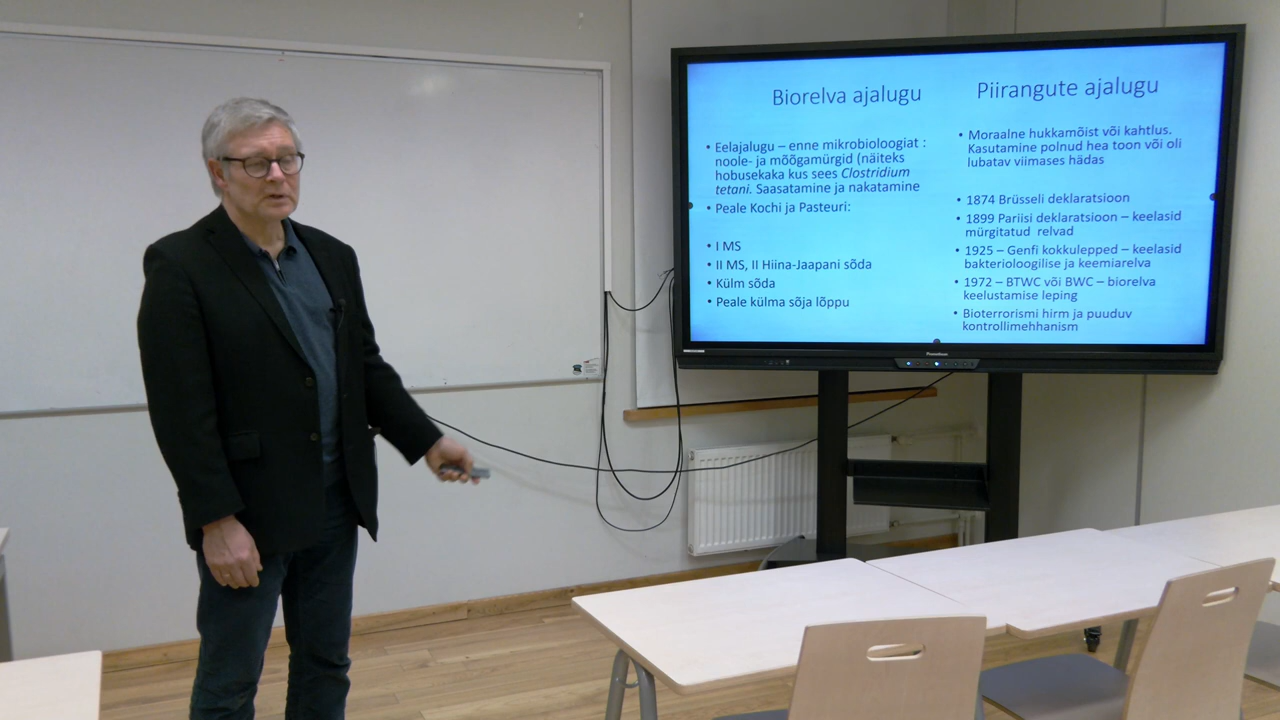 Biorelva ajalugu
• Eelajalugu – enne mikrobioloogiat :
noole- ja mõõgamürgid (näiteks
hobusekaka kus sees Clostridium
tetani. Saasatamine ja nakatamine
• Peale Kochi ja Pasteuri:
• I MS
• II MS, II Hiina-Jaapani sõda
• Külm sõda
• Peale külma sõja lõppu
Piirangute ajalugu
• Moraalne hukkamõist või kahtlus.
Kasutamine polnud hea toon või oli
lubatav viimases hädas
• 1874 Brüsseli deklaratsioon
• 1899 Pariisi deklaratsioon – keelasid
mürgitatud relvad
• 1925 – Genfi kokkulepped – keelasid
bakterioloogilise ja keemiarelva
• 1972 – BTWC või BWC – biorelva
keelustamise leping
• Bioterrorismi hirm ja puuduv
kontrollimehhanism
Promethean